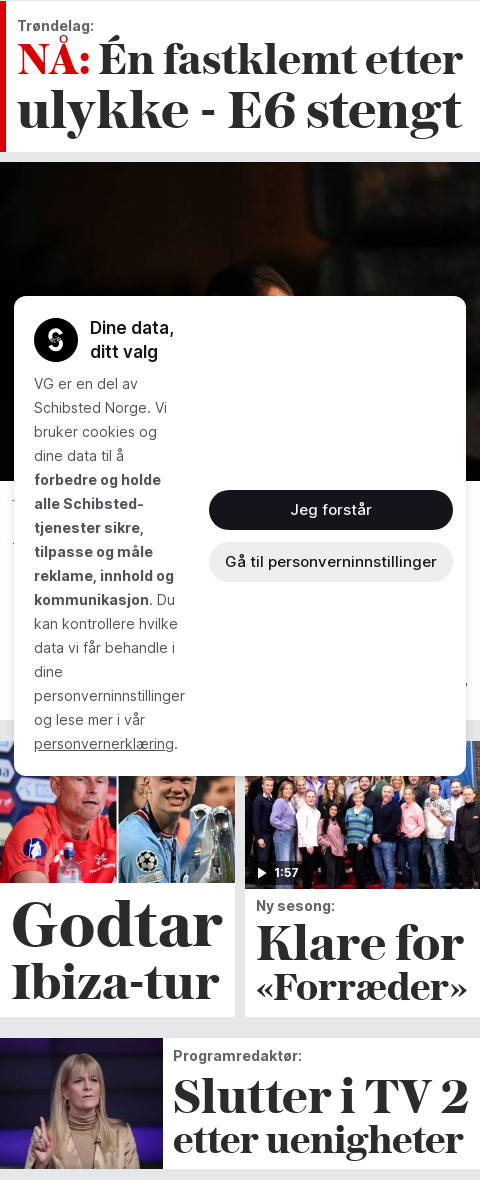 Trøndelag:
NÅ: Én fastklemt etter
ulykke - E6 stengt
Dine data,
ditt valg
VG er en del av
Schibsted Norge. Vi
bruker cookies og
dine data til å
forbedre og holde
alle Schibsted-
tjenester sikre,
tilpasse og måle
reklame, innhold og
kommunikasjon. Du
kan kontrollere hvilke
data vi får behandle i
dine
personverninnstillinger
og lese mer i vår
personvernerklæring.
Jeg forstår
Gå til personverninnstillinger
Godtar
Ibiza-tur
1:57
Ny sesong:
Klare for
«Forræder»
Programredaktør:
Slutter i TV 2
etter uenigheter